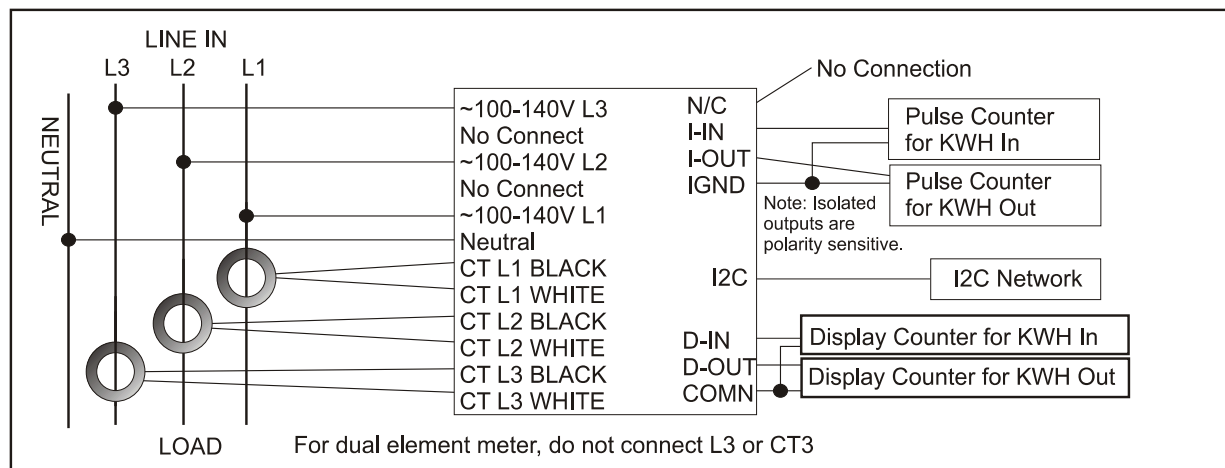 LINE IN
L3 L2 L1
NEUTRAL
~100-140V L3
No Connect
~100-140V L2
No Connect
~100-140V L1
Neutral
CT L1 BLACK
CT L1 WHITE
CT L2 BLACK
CT L2 WHITE
CT L3 BLACK
CT L3 WHITE
LOAD
N/C
I-IN
I-OUT
IGND
Note: Isolated
outputs are
polarity sensitive.
I2C
D-IN
D-OUT
COMN
No Connection
Pulse Counter
for KWH In
Pulse Counter
for KWH Out
I2C Network
Display Counter for KWH In
Display Counter for KWH Out
For dual element meter, do not connect L3 or CT3